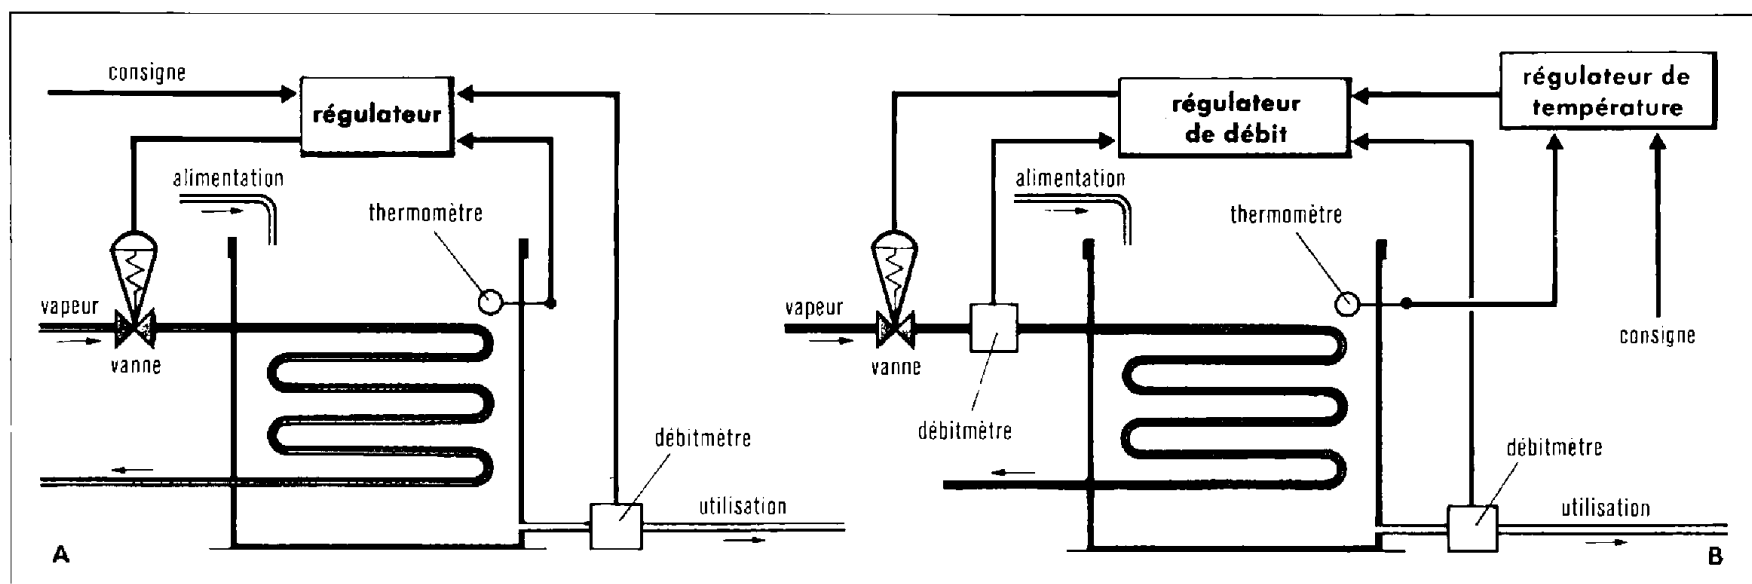 consigne
régulateur
alimentation
thermomètre
vapeur
vanne
débitmètre
utilisation
A
régulateur
de débit
régulateur de
température
alimentation
thermomètre
vapeur
vanne
débitmètre
consigne
débitmètre
utilisation
B